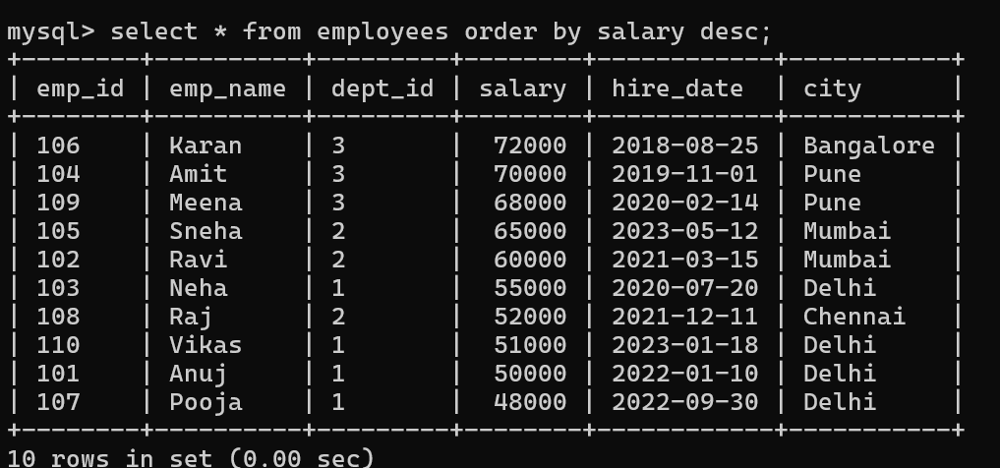 mysql> select * from employees order by salary desc;
+--------+----------+---------+--------+------------+-----------+
| emp_id | emp_name | dept_id | salary | hire_date  | city      |
+--------+----------+---------+--------+------------+-----------+
| 106    | Karan    | 3       |  72000 | 2018-08-25 | Bangalore |
| 104    | Amit     | 3       |  70000 | 2019-11-01 | Pune      |
| 109    | Meena    | 3       |  68000 | 2020-02-14 | Pune      |
| 105    | Sneha    | 2       |  65000 | 2023-05-12 | Mumbai    |
| 102    | Ravi     | 2       |  60000 | 2021-03-15 | Mumbai    |
| 103    | Neha     | 1       |  55000 | 2020-07-20 | Delhi     |
| 108    | Raj      | 2       |  52000 | 2021-12-11 | Chennai   |
| 110    | Vikas    | 1       |  51000 | 2023-01-18 | Delhi     |
| 101    | Anuj     | 1       |  50000 | 2022-01-10 | Delhi     |
| 107    | Pooja    | 1       |  48000 | 2022-09-30 | Delhi     |
+--------+----------+---------+--------+------------+-----------+
10 rows in set (0.00 sec)